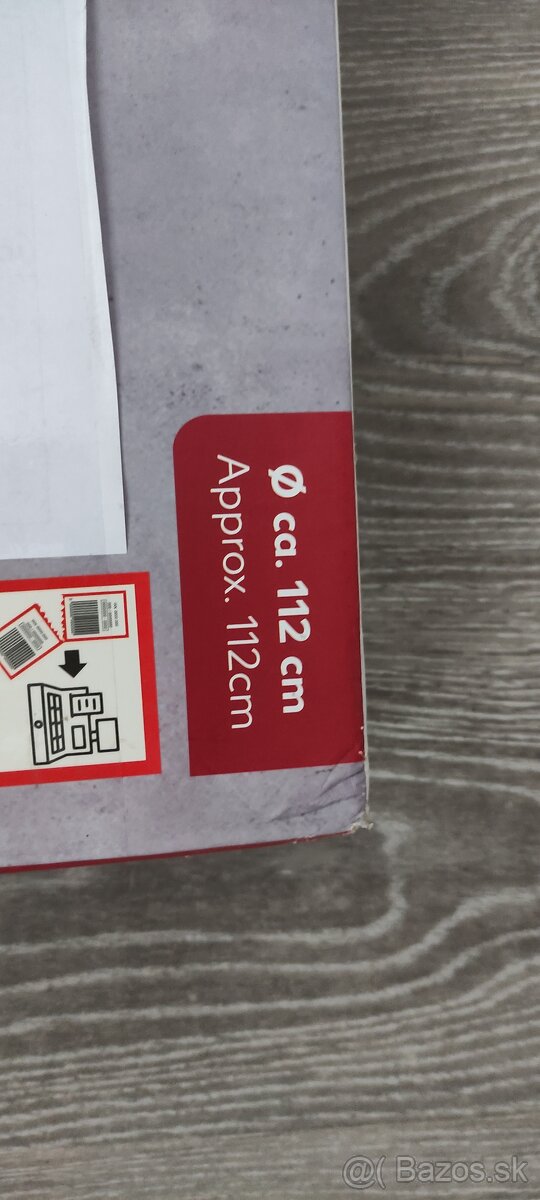 Ø ca. 112 cm
Approx. 112cm
@( Bazos.sk